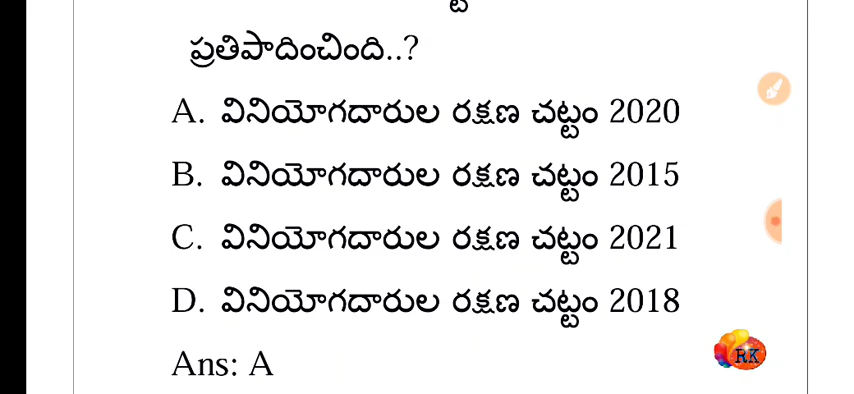 ప్రతిపాదించింది..?
A. వినియోగదారుల రక్షణ చట్టం 2020
B. వినియోగదారుల రక్షణ చట్టం 2015
C. వినియోగదారుల రక్షణ చట్టం 2021
D. వినియోగదారుల రక్షణ చట్టం 2018
Ans: A
RK